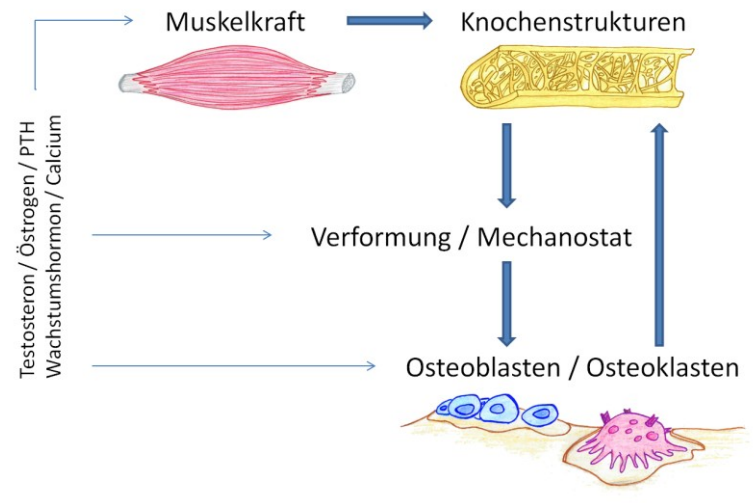 Muskelkraft
Knochenstrukturen
Testosteron / Östrogen / PTH
Wachstumshormon / Calcium
Verformung / Mechanostat
Osteoblasten / Osteoklasten